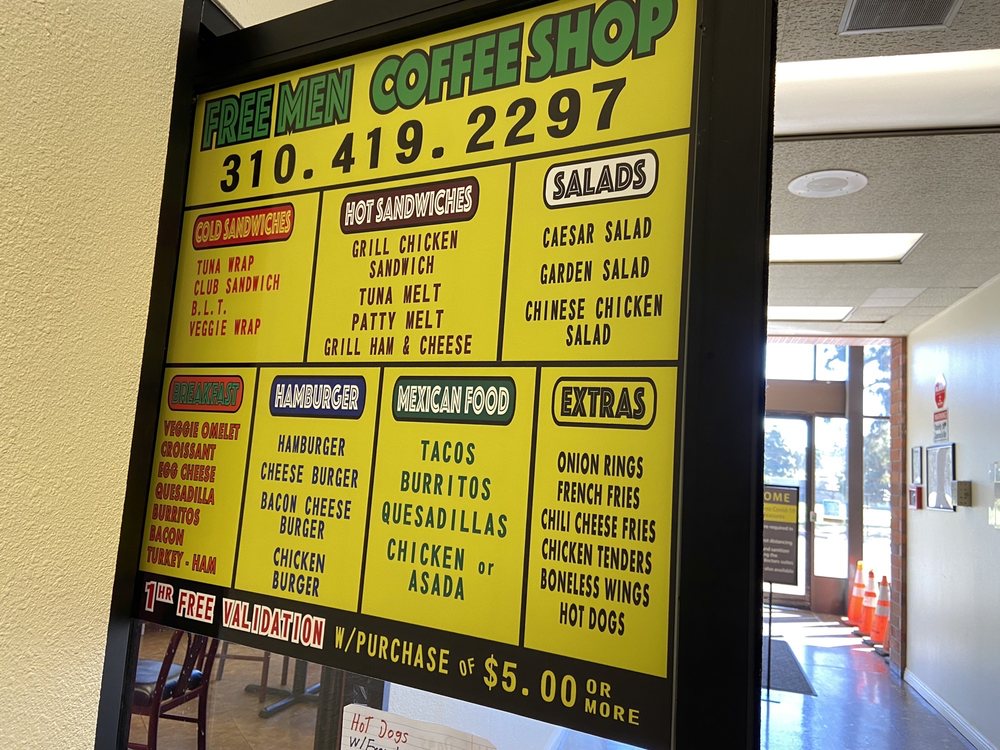 FREE MEN COFFEE SHOP
310.419.2297
COLD SANDWICHES
TUNA WRAP
CLUB SANDWICH
B.L.T.
VEGGIE WRAP
HOT SANDWICHES
GRILL CHICKEN
SANDWICH
TUNA MELT
PATTY MELT
GRILL HAM & CHEESE
SALADS
CAESAR SALAD
GARDEN SALAD
CHINESE CHICKEN
SALAD
BREAKFAST
VEGGIE OMELET
CROISSANT
EGG CHEESE
QUESADILLA
BURRITOS
BACON
TURKEY - HAM
HAMBURGER
HAMBURGER
CHEESE BURGER
BACON CHEESE
BURGER
CHICKEN
BURGER
MEXICAN FOOD
TACOS
BURRITOS
QUESADILLAS
CHICKEN or
ASADA
EXTRAS
ONION RINGS
FRENCH FRIES
CHILI CHEESE FRIES
CHICKEN TENDERS
BONELESS WINGS
HOT DOGS
1HR FREE VALIDATION W/PURCHASE OF $5.00 OR
MORE
Hot Dogs